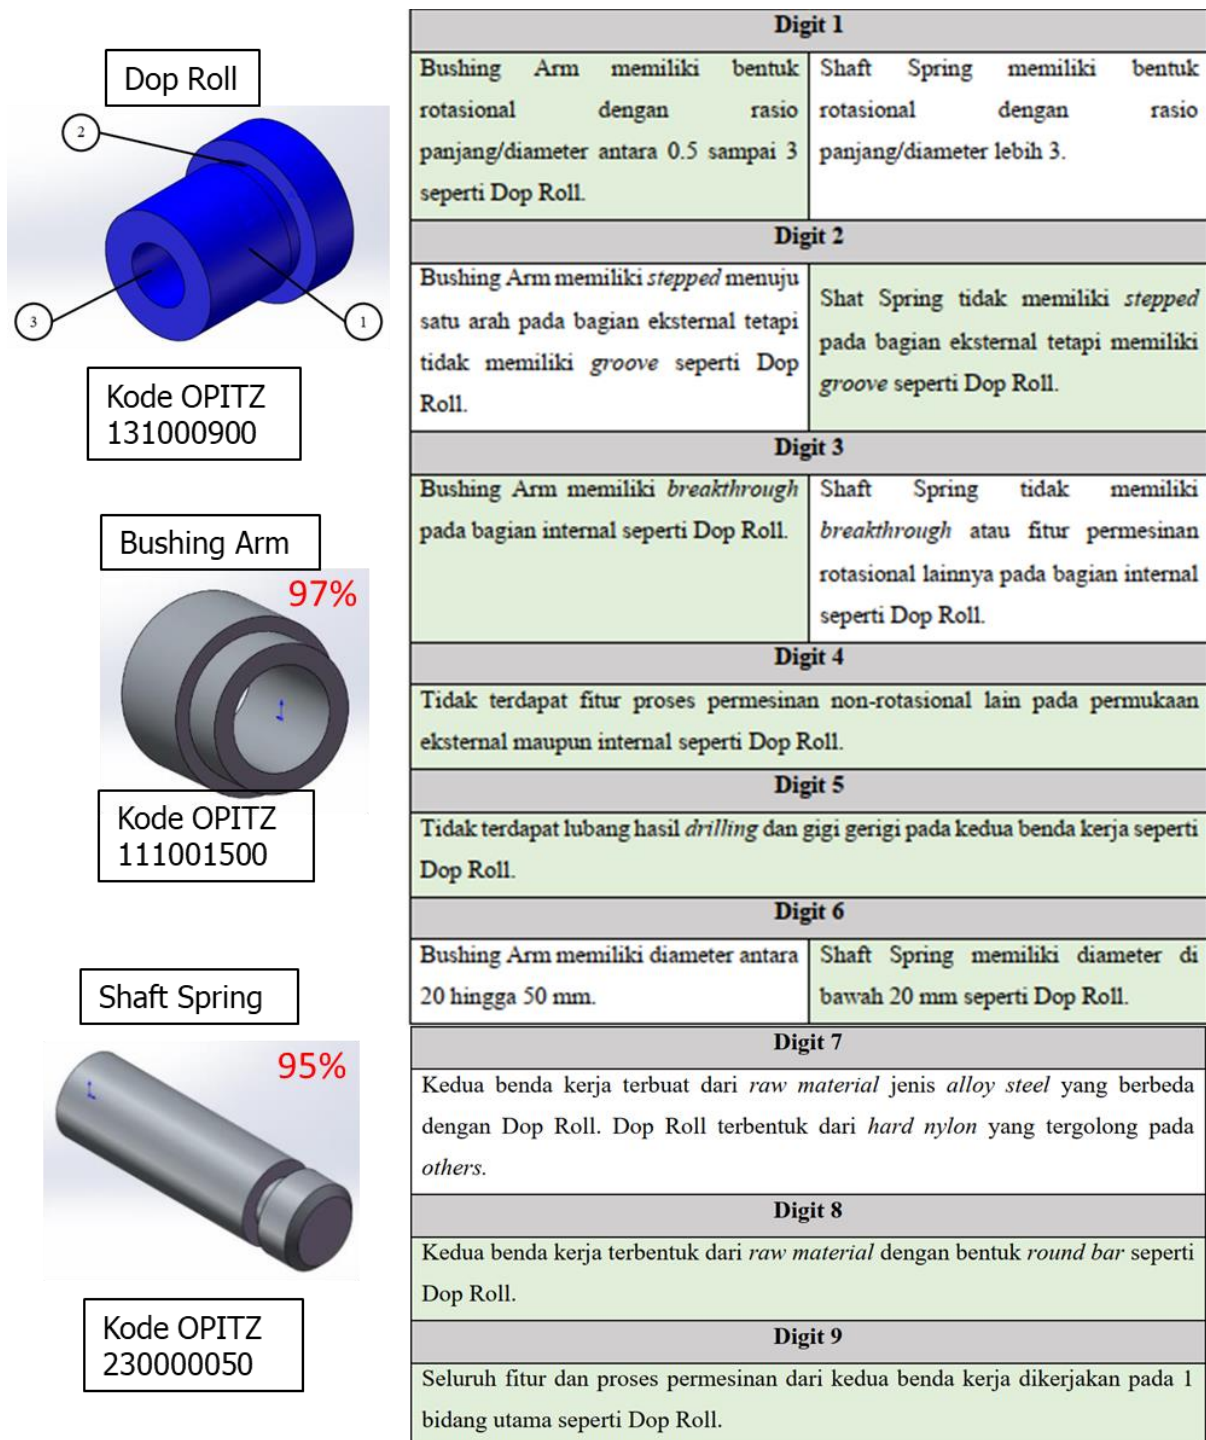 Dop Roll
2
3
1
Kode OPITZ
131000900
Bushing Arm
97%
Kode OPITZ
111001500
Shaft Spring
95%
Kode OPITZ
230000050
Digit 1
Bushing Arm memiliki bentuk
rotasional dengan rasio
panjang/diameter antara 0.5 sampai 3
seperti Dop Roll.
Shaft Spring memiliki bentuk
rotasional dengan rasio
panjang/diameter lebih 3.
Digit 2
Bushing Arm memiliki stepped menuju
satu arah pada bagian eksternal tetapi
tidak memiliki groove seperti Dop
Roll.
Shat Spring tidak memiliki stepped
pada bagian eksternal tetapi memiliki
groove seperti Dop Roll.
Digit 3
Bushing Arm memiliki breakthrough
pada bagian internal seperti Dop Roll.
Shaft Spring tidak memiliki
breakthrough atau fitur permesinan
rotasional lainnya pada bagian internal
seperti Dop Roll.
Digit 4
Tidak terdapat fitur proses permesinan non-rotasional lain pada permukaan
eksternal maupun internal seperti Dop Roll.
Digit 5
Tidak terdapat lubang hasil drilling dan gigi gerigi pada kedua benda kerja seperti
Dop Roll.
Digit 6
Bushing Arm memiliki diameter antara
20 hingga 50 mm.
Shaft Spring memiliki diameter di
bawah 20 mm seperti Dop Roll.
Digit 7
Kedua benda kerja terbuat dari raw material jenis alloy steel yang berbeda
dengan Dop Roll. Dop Roll terbentuk dari hard nylon yang tergolong pada
others.
Digit 8
Kedua benda kerja terbentuk dari raw material dengan bentuk round bar seperti
Dop Roll.
Digit 9
Seluruh fitur dan proses permesinan dari kedua benda kerja dikerjakan pada 1
bidang utama seperti Dop Roll.